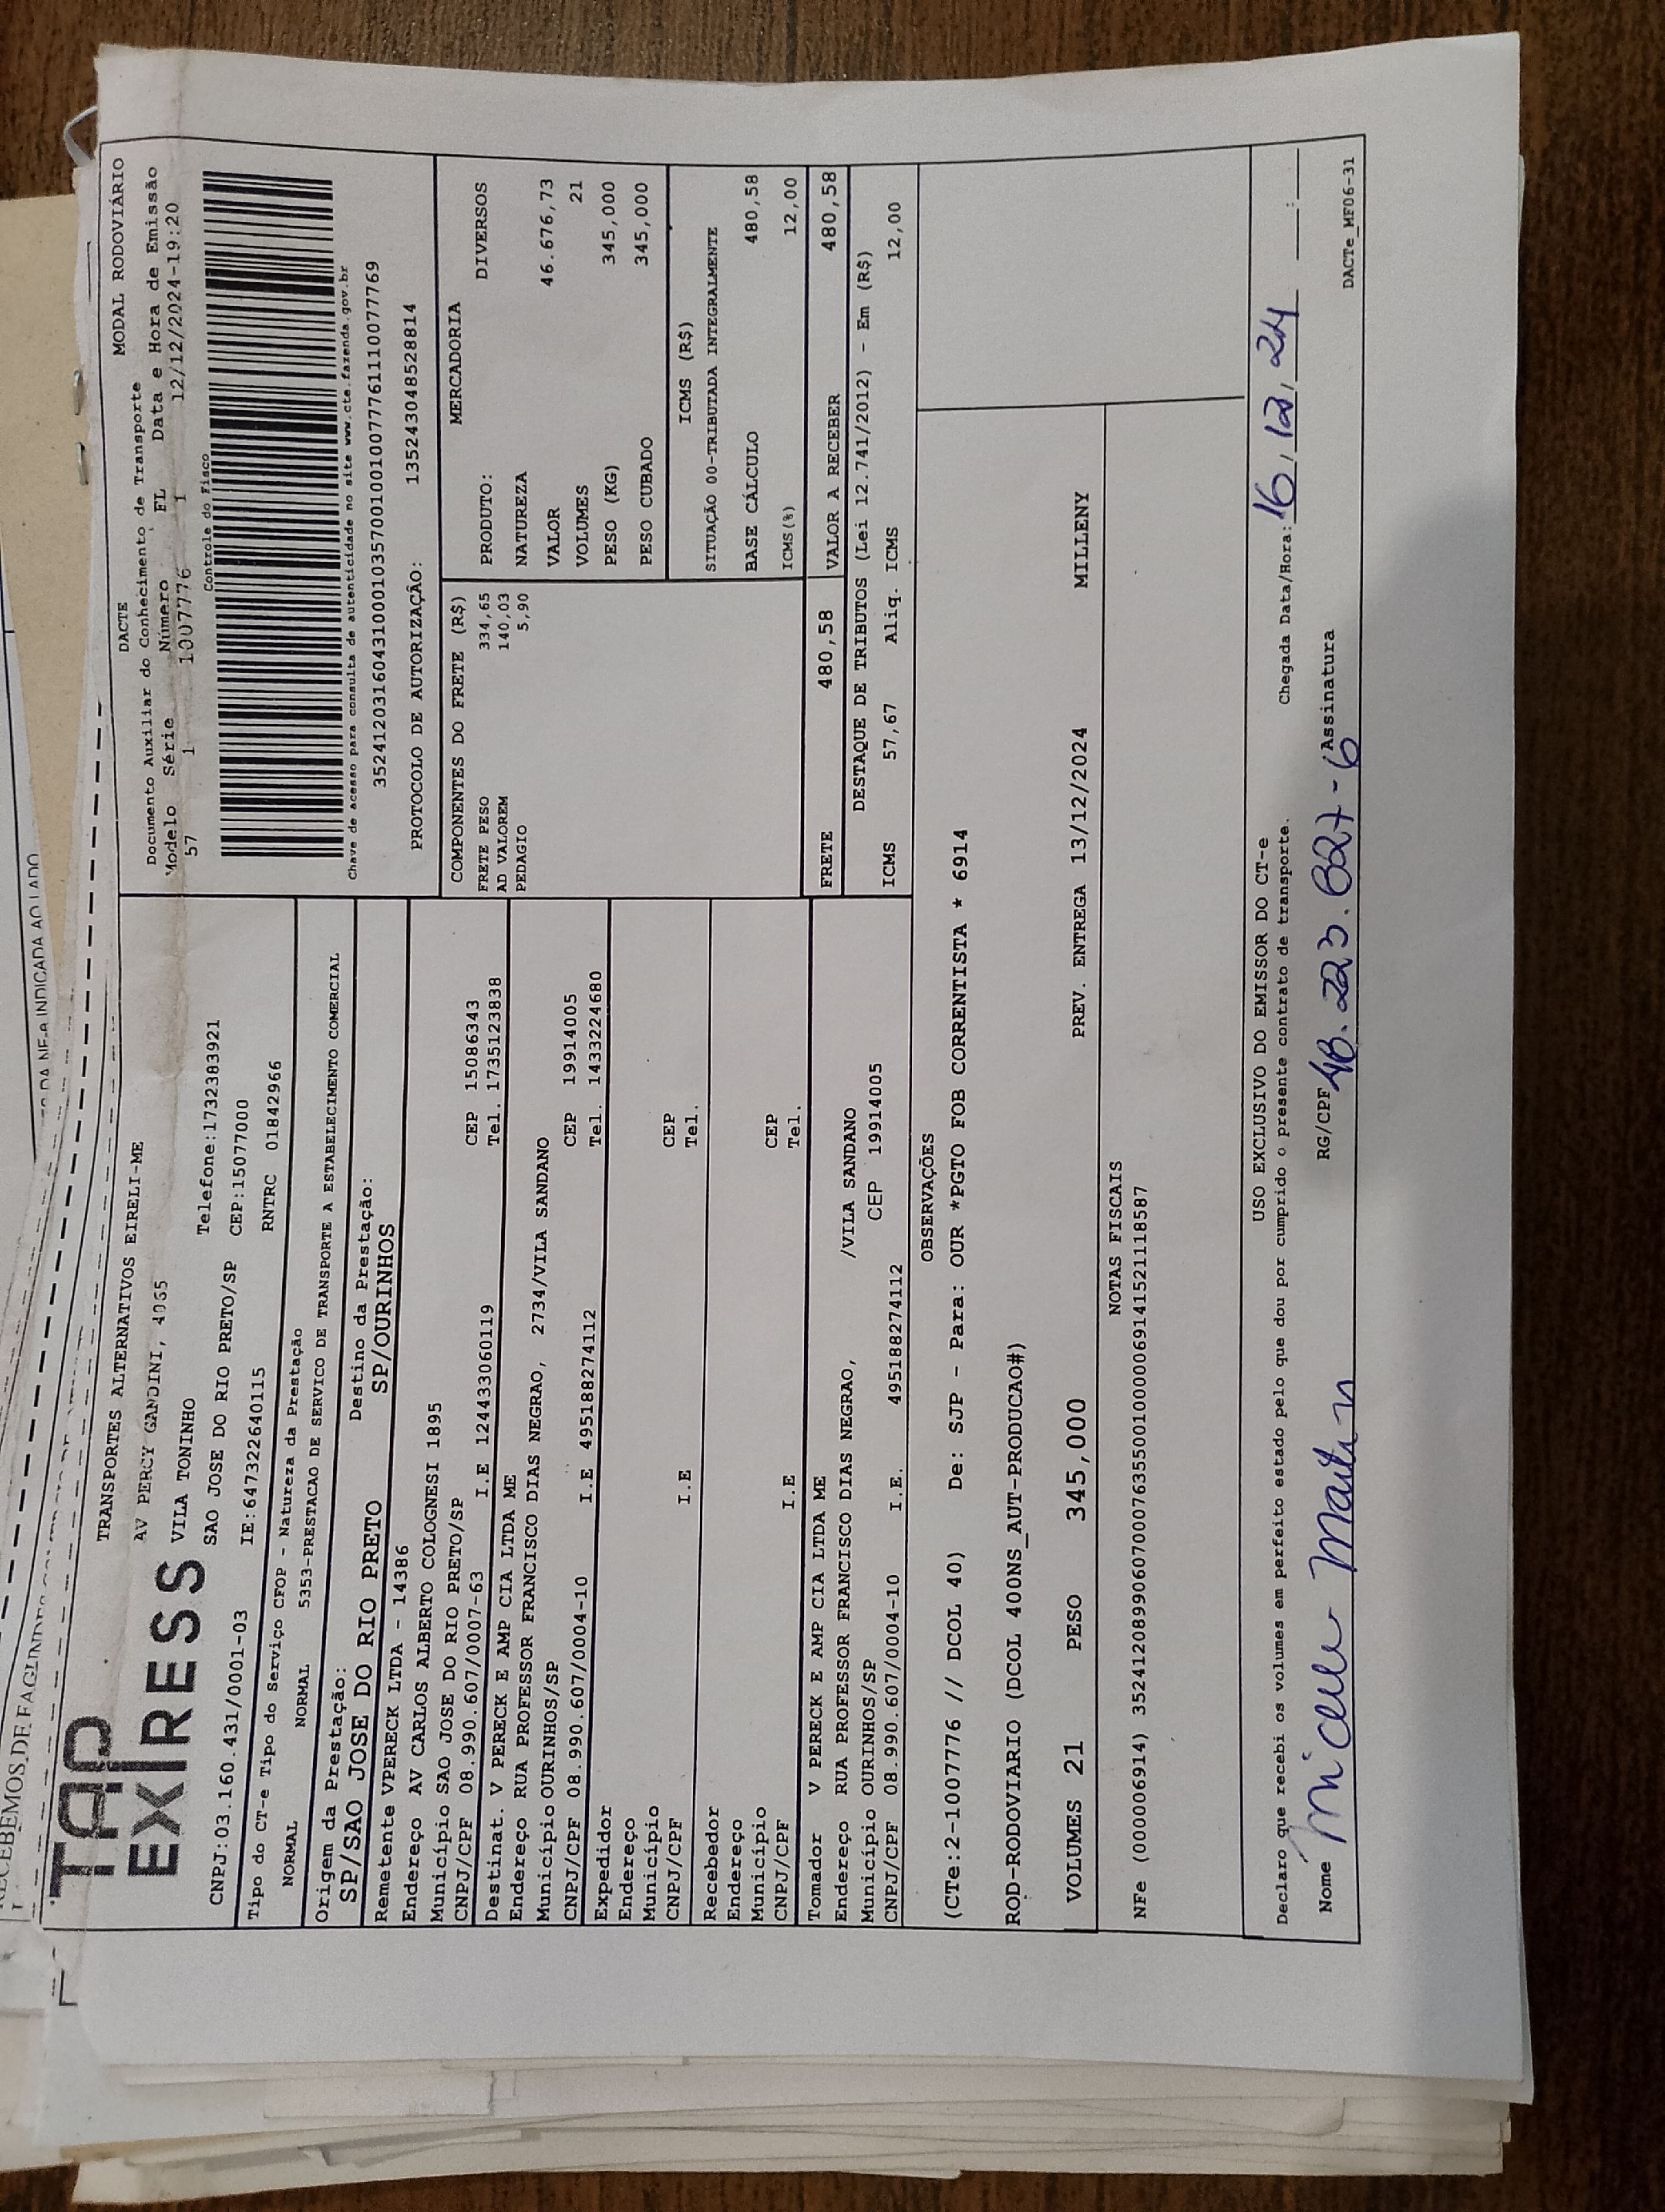 TAP
EXPRESS
TRANSPORTES ALTERNATIVOS EIRELI-ME
AV PERCY GANDINI, 4065
VILA TONINHO Telefone:1732383921
SAO JOSE DO RIO PRETO/SP CEP:15077000
CNPJ:03.160.431/0001-03 IE:647322640115 RNTRC 01842966
Tipo do CT-e Tipo do Serviço CFOP - Natureza da Prestação
NORMAL NORMAL 5353-PRESTACAO DE SERVICO DE TRANSPORTE A ESTABELECIMENTO COMERCIAL
Origem da Prestação: Destino da Prestação:
SP/SAO JOSE DO RIO PRETO SP/OURINHOS
Remetente VPERECK LTDA - 14386
Endereço AV CARLOS ALBERTO COLOGNESI 1895
Município SAO JOSE DO RIO PRETO/SP CEP 15086343
CNPJ/CPF 08.990.607/0007-63 I.E 124433060119 Tel. 1735123838
Destinat. V PERECK E AMP CIA LTDA ME
Endereço RUA PROFESSOR FRANCISCO DIAS NEGRAO, 2734/VILA SANDANO
Município OURINHOS/SP CEP 19914005
CNPJ/CPF 08.990.607/0004-10 I.E 495188274112 Tel. 1433224680
Expedidor
Endereço
Município CEP
CNPJ/CPF I.E Tel.
Recebedor
Endereço
Município CEP
CNPJ/CPF I.E Tel.
Tomador V PERECK E AMP CIA LTDA ME
Endereço RUA PROFESSOR FRANCISCO DIAS NEGRAO, /VILA SANDANO
Município OURINHOS/SP CEP 19914005
CNPJ/CPF 08.990.607/0004-10 I.E. 495188274112
DACTE MODAL RODOVIÁRIO
Documento Auxiliar do Conhecimento de Transporte
Modelo Série Número FL Data e Hora de Emissão
57 1 1007776 1 12/12/2024-19:20
Controle do Fisco
Chave de acesso para consulta de autenticidade no site www.cte.fazenda.gov.br
35241203160431000103570010010077761110077769
PROTOCOLO DE AUTORIZAÇÃO: 135243048528814
COMPONENTES DO FRETE (R$)
FRETE PESO 334,65
AD VALOREM 140,03
PEDAGIO 5,90
MERCADORIA
PRODUTO: DIVERSOS
NATUREZA
VALOR 46.676,73
VOLUMES 21
PESO (KG) 345,000
PESO CUBADO 345,000
ICMS (R$)
SITUAÇÃO 00-TRIBUTADA INTEGRALMENTE
BASE CÁLCULO 480,58
ICMS(%) 12,00
FRETE 480,58 VALOR A RECEBER 480,58
DESTAQUE DE TRIBUTOS (Lei 12.741/2012) - Em (R$)
ICMS 57,67 Aliq. ICMS 12,00
OBSERVAÇÕES
(CTe:2-1007776 // DCOL 40) De: SJP - Para: OUR *PGTO FOB CORRENTISTA * 6914
ROD-RODOVIARIO (DCOL 400NS_AUT-PRODUCAO#)
VOLUMES 21 PESO 345,000 PREV. ENTREGA 13/12/2024 MILLENY
NOTAS FISCAIS
NFe (000006914) 35241208990607000763550010000069141521118587
USO EXCLUSIVO DO EMISSOR DO CT-e
Declaro que recebi os volumes em perfeito estado pelo que dou por cumprido o presente contrato de transporte. Chegada Data/Hora: 16/12/24 :
Nome RG/CPF 48.223.827-6 Assinatura
DACTe_MF06-31
DA NF-e INDICADA AO LADO